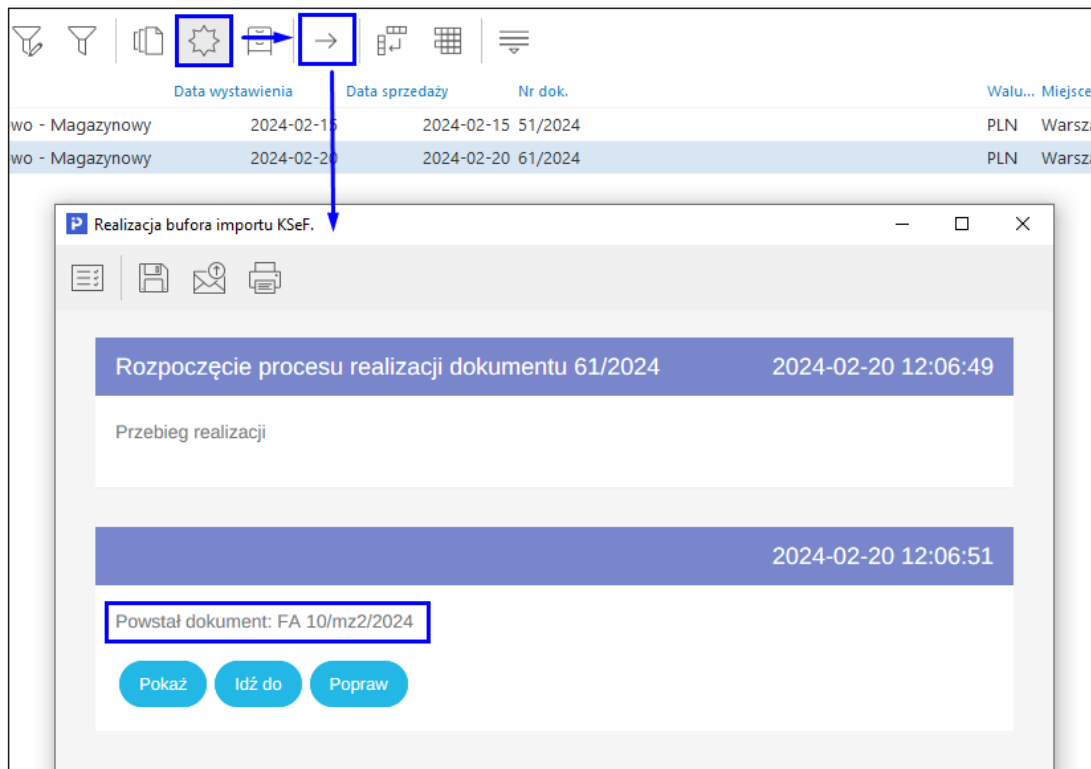 Data wystawienia Data sprzedaży Nr dok. Walu... Miejsce
wo - Magazynowy 2024-02-15 2024-02-15 51/2024 PLN Warsza
wo - Magazynowy 2024-02-20 2024-02-20 61/2024 PLN Warsza
Realizacja bufora importu KSeF.
Rozpoczęcie procesu realizacji dokumentu 61/2024 2024-02-20 12:06:49
Przebieg realizacji
2024-02-20 12:06:51
Powstał dokument: FA 10/mz2/2024
Pokaż Idź do Popraw